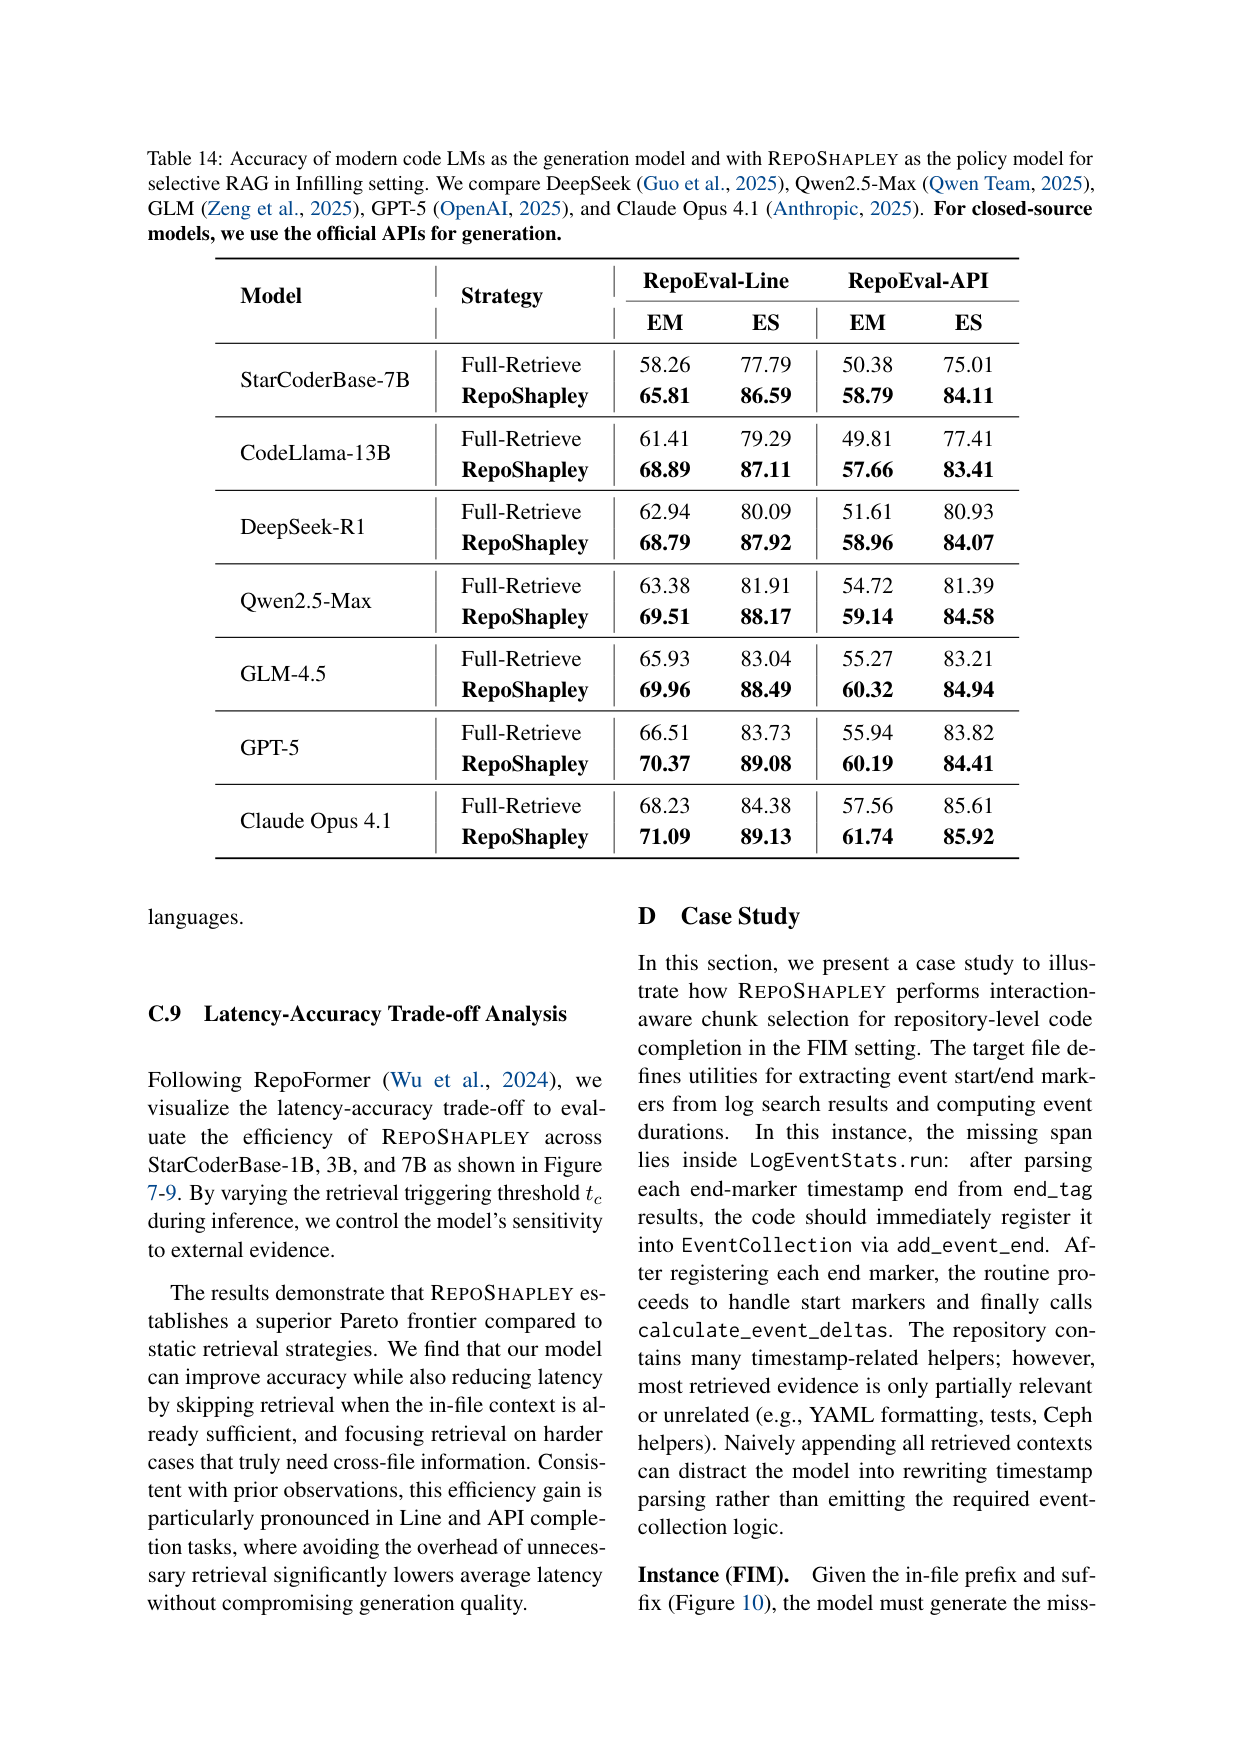 Table 14: Accuracy of modern code LMs as the generation model and with REPOSHAPLEY as the policy model for
selective RAG in Infilling setting. We compare DeepSeek (Guo et al., 2025), Qwen2.5-Max (Qwen Team, 2025),
GLM (Zeng et al., 2025), GPT-5 (OpenAI, 2025), and Claude Opus 4.1 (Anthropic, 2025). For closed-source
models, we use the official APIs for generation.
Model Strategy RepoEval-Line RepoEval-API
EM ES EM ES
StarCoderBase-7B Full-Retrieve 58.26 77.79 50.38 75.01
RepoShapley 65.81 86.59 58.79 84.11
CodeLlama-13B Full-Retrieve 61.41 79.29 49.81 77.41
RepoShapley 68.89 87.11 57.66 83.41
DeepSeek-R1 Full-Retrieve 62.94 80.09 51.61 80.93
RepoShapley 68.79 87.92 58.96 84.07
Qwen2.5-Max Full-Retrieve 63.38 81.91 54.72 81.39
RepoShapley 69.51 88.17 59.14 84.58
GLM-4.5 Full-Retrieve 65.93 83.04 55.27 83.21
RepoShapley 69.96 88.49 60.32 84.94
GPT-5 Full-Retrieve 66.51 83.73 55.94 83.82
RepoShapley 70.37 89.08 60.19 84.41
Claude Opus 4.1 Full-Retrieve 68.23 84.38 57.56 85.61
RepoShapley 71.09 89.13 61.74 85.92
languages.
C.9 Latency-Accuracy Trade-off Analysis
Following RepoFormer (Wu et al., 2024), we
visualize the latency-accuracy trade-off to eval-
uate the efficiency of REPOSHAPLEY across
StarCoderBase-1B, 3B, and 7B as shown in Figure
7-9. By varying the retrieval triggering threshold t_c
during inference, we control the model's sensitivity
to external evidence.
The results demonstrate that REPOSHAPLEY es-
tablishes a superior Pareto frontier compared to
static retrieval strategies. We find that our model
can improve accuracy while also reducing latency
by skipping retrieval when the in-file context is al-
ready sufficient, and focusing retrieval on harder
cases that truly need cross-file information. Consis-
tent with prior observations, this efficiency gain is
particularly pronounced in Line and API comple-
tion tasks, where avoiding the overhead of unneces-
sary retrieval significantly lowers average latency
without compromising generation quality.
D Case Study
In this section, we present a case study to illus-
trate how REPOSHAPLEY performs interaction-
aware chunk selection for repository-level code
completion in the FIM setting. The target file de-
fines utilities for extracting event start/end mark-
ers from log search results and computing event
durations. In this instance, the missing span
lies inside LogEventStats.run: after parsing
each end-marker timestamp end from end_tag
results, the code should immediately register it
into EventCollection via add_event_end. Af-
ter registering each end marker, the routine pro-
ceeds to handle start markers and finally calls
calculate_event_deltas. The repository con-
tains many timestamp-related helpers; however,
most retrieved evidence is only partially relevant
or unrelated (e.g., YAML formatting, tests, Ceph
helpers). Naively appending all retrieved contexts
can distract the model into rewriting timestamp
parsing rather than emitting the required event-
collection logic.
Instance (FIM). Given the in-file prefix and suf-
fix (Figure 10), the model must generate the miss-